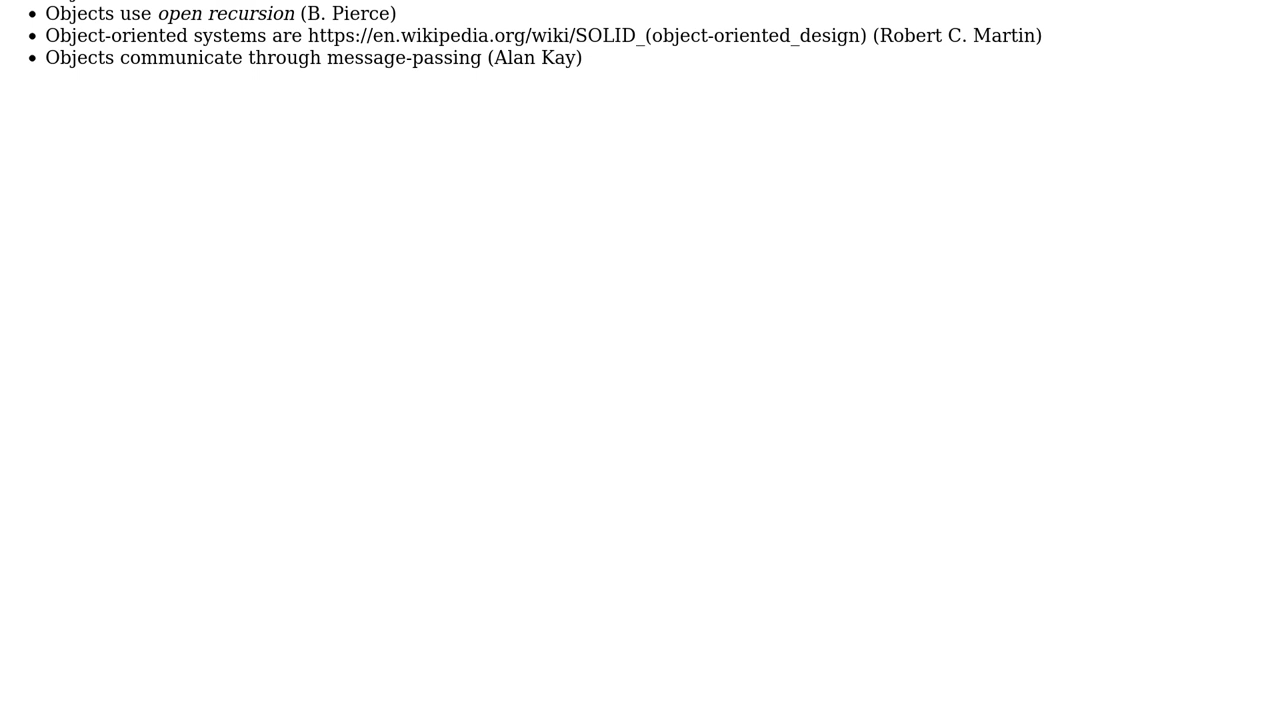 • Objects use open recursion (B. Pierce)
• Object-oriented systems are https://en.wikipedia.org/wiki/SOLID_(object-oriented_design) (Robert C. Martin)
• Objects communicate through message-passing (Alan Kay)